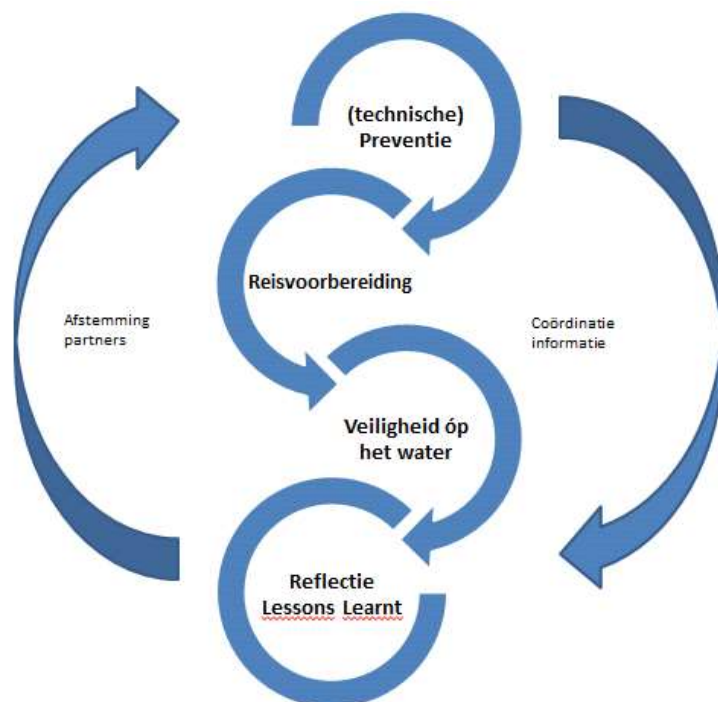 (technische)
Preventie
Reisvoorbereiding
Afstemming
partners
Coördinatie
informatie
Veiligheid óp
het water
Reflectie
Lessons Learnt